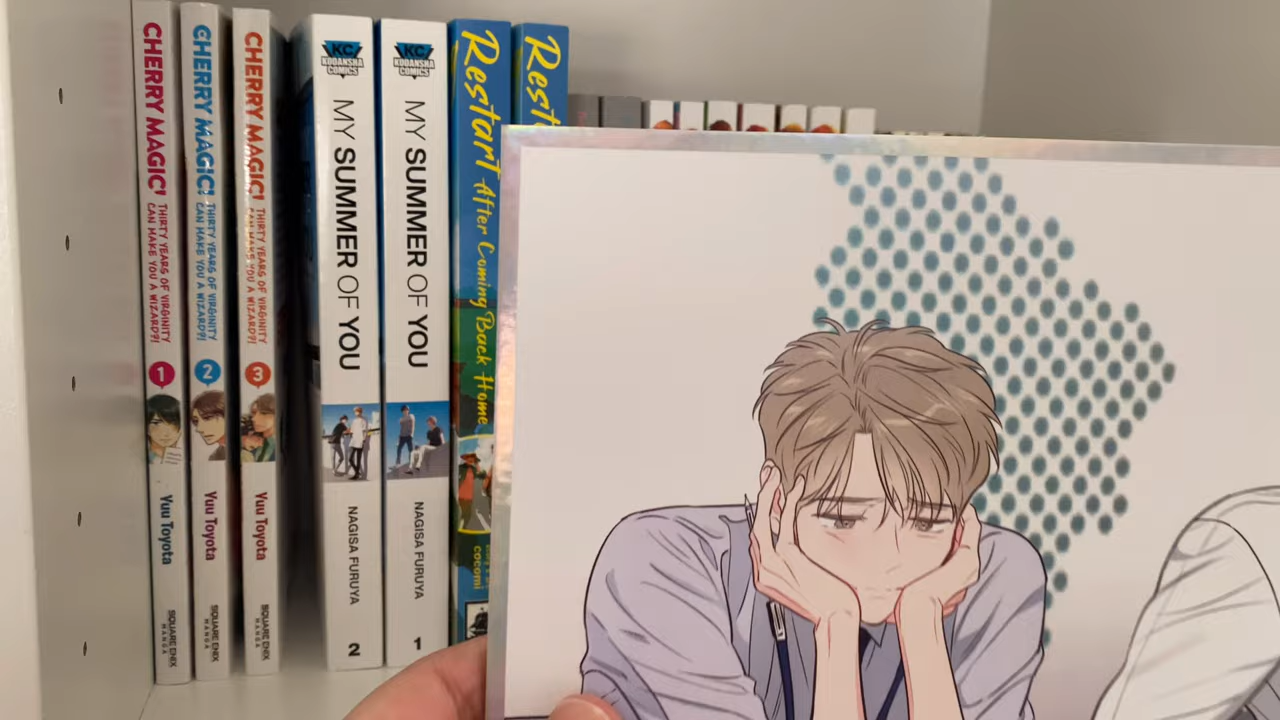 CHERRY MAGIC!
THIRTY YEARS OF VIRGINITY
CAN MAKE YOU A WIZARD?!
1
Yuu Toyota
SQUARE ENIX
MANGA
CHERRY MAGIC!
THIRTY YEARS OF VIRGINITY
CAN MAKE YOU A WIZARD?!
2
Yuu Toyota
SQUARE ENIX
MANGA
CHERRY MAGIC!
THIRTY YEARS OF VIRGINITY
CAN MAKE YOU A WIZARD?!
3
Yuu Toyota
SQUARE ENIX
MANGA
KC
KODANSHA
COMICS
MY SUMMER OF YOU
NAGISA FURUYA
2
KC
KODANSHA
COMICS
MY SUMMER OF YOU
NAGISA FURUYA
1
Restart After Coming Back Home
cocomi
Rest